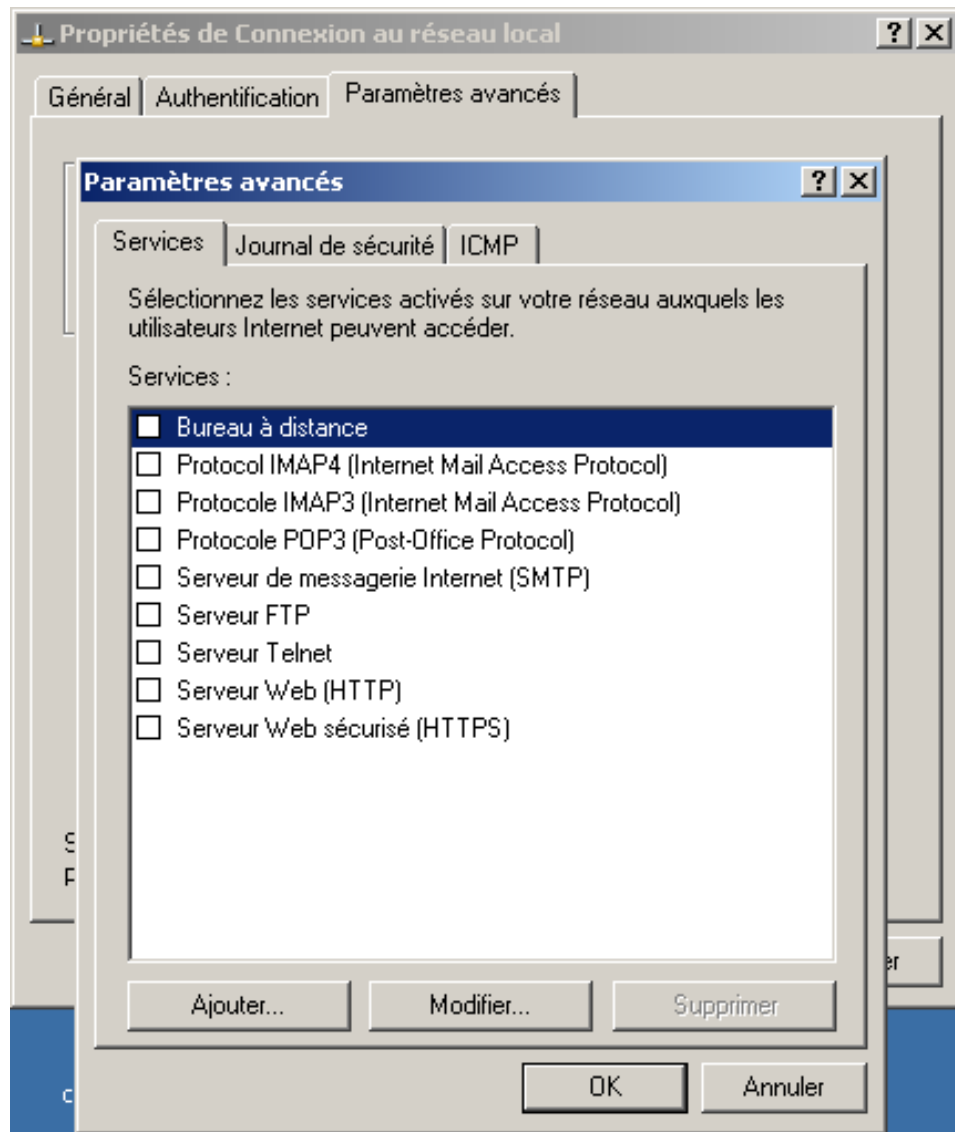 Propriétés de Connexion au réseau local
Général Authentification Paramètres avancés
Paramètres avancés
Services Journal de sécurité ICMP
Sélectionnez les services activés sur votre réseau auxquels les
utilisateurs Internet peuvent accéder.
Services :
Bureau à distance
Protocol IMAP4 (Internet Mail Access Protocol)
Protocole IMAP3 (Internet Mail Access Protocol)
Protocole POP3 (Post-Office Protocol)
Serveur de messagerie Internet (SMTP)
Serveur FTP
Serveur Telnet
Serveur Web (HTTP)
Serveur Web sécurisé (HTTPS)
Ajouter... Modifier... Supprimer
OK Annuler